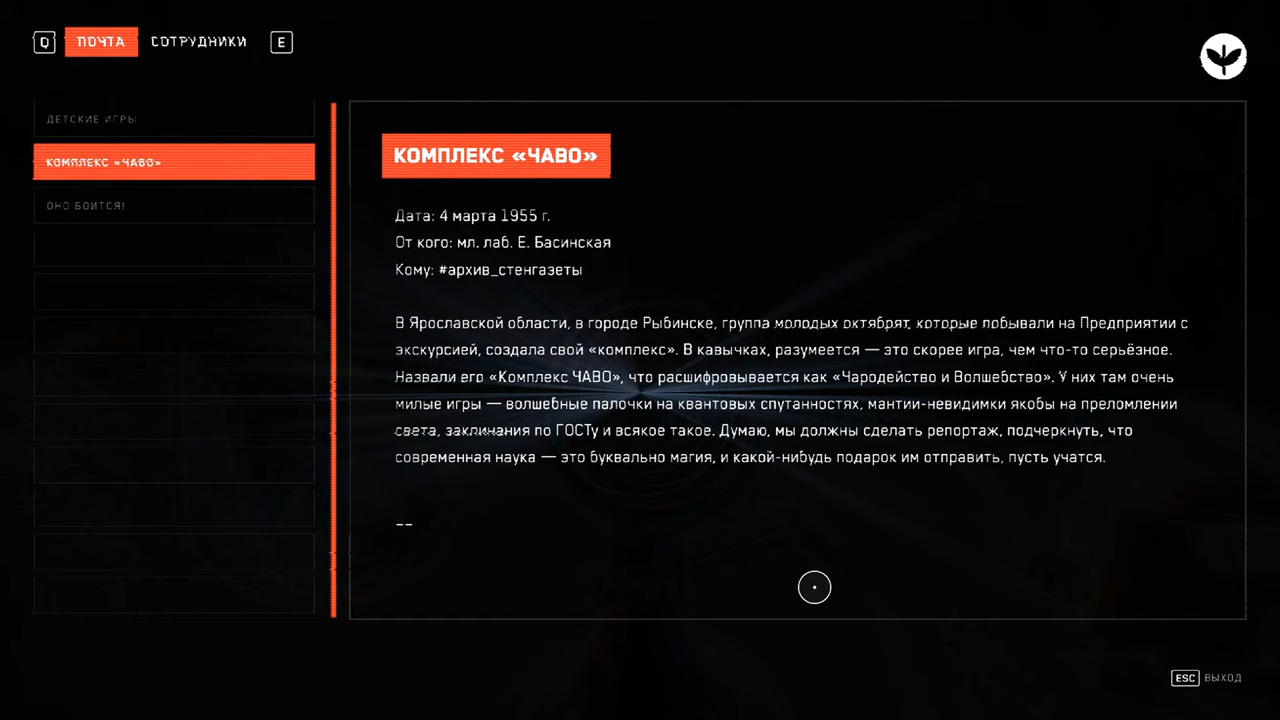 Q ПОЧТА СОТРУДНИКИ E
ДЕТСКИЕ ИГРЫ
КОМПЛЕКС «ЧАВО»
ОНО БОИТСЯ!
КОМПЛЕКС «ЧАВО»
Дата: 4 марта 1955 г.
От кого: мл. лаб. Е. Басинская
Кому: #архив_стенгазеты
В Ярославской области, в городе Рыбинске, группа молодых октябрят, которые побывали на Предприятии с
экскурсией, создала свой «комплекс». В кавычках, разумеется — это скорее игра, чем что-то серьёзное.
Назвали его «Комплекс ЧАВО», что расшифровывается как «Чародейство и Волшебство». У них там очень
милые игры — волшебные палочки на квантовых спутанностях, мантии-невидимки якобы на преломлении
света, заклинания по ГОСТу и всякое такое. Думаю, мы должны сделать репортаж, подчеркнуть, что
современная наука — это буквально магия, и какой-нибудь подарок им отправить, пусть учатся.
--
ESC ВЫХОД